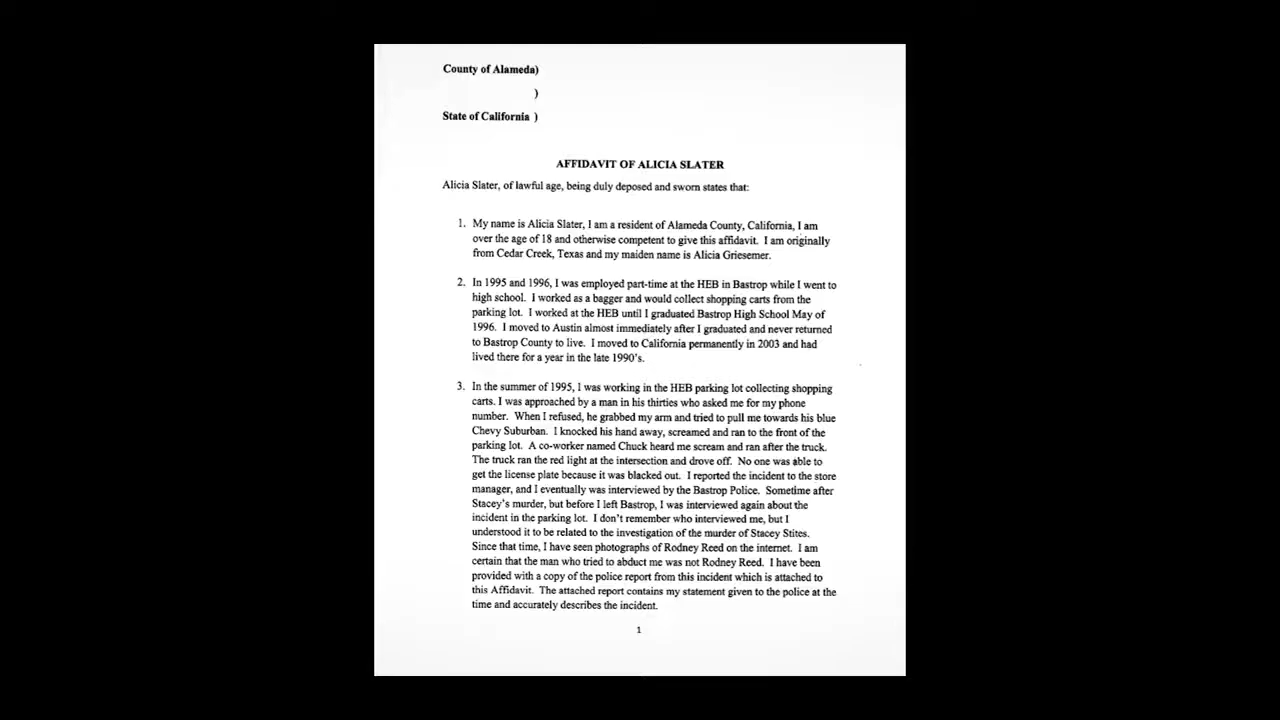 County of Alameda)
)
State of California )
AFFIDAVIT OF ALICIA SLATER
Alicia Slater, of lawful age, being duly deposed and sworn states that:
1. My name is Alicia Slater, I am a resident of Alameda County, California, I am
over the age of 18 and otherwise competent to give this affidavit. I am originally
from Cedar Creek, Texas and my maiden name is Alicia Griesemer.
2. In 1995 and 1996, I was employed part-time at the HEB in Bastrop while I went to
high school. I worked as a bagger and would collect shopping carts from the
parking lot. I worked at the HEB until I graduated Bastrop High School May of
1996. I moved to Austin almost immediately after I graduated and never returned
to Bastrop County to live. I moved to California permanently in 2003 and had
lived there for a year in the late 1990's.
3. In the summer of 1995, I was working in the HEB parking lot collecting shopping
carts. I was approached by a man in his thirties who asked me for my phone
number. When I refused, he grabbed my arm and tried to pull me towards his blue
Chevy Suburban. I knocked his hand away, screamed and ran to the front of the
parking lot. A co-worker named Chuck heard me scream and ran after the truck.
The truck ran the red light at the intersection and drove off. No one was able to
get the license plate because it was blacked out. I reported the incident to the store
manager, and I eventually was interviewed by the Bastrop Police. Sometime after
Stacey's murder, but before I left Bastrop, I was interviewed again about the
incident in the parking lot. I don't remember who interviewed me, but I
understood it to be related to the investigation of the murder of Stacey Stites.
Since that time, I have seen photographs of Rodney Reed on the internet. I am
certain that the man who tried to abduct me was not Rodney Reed. I have been
provided with a copy of the police report from this incident which is attached to
this Affidavit. The attached report contains my statement given to the police at the
time and accurately describes the incident.
1